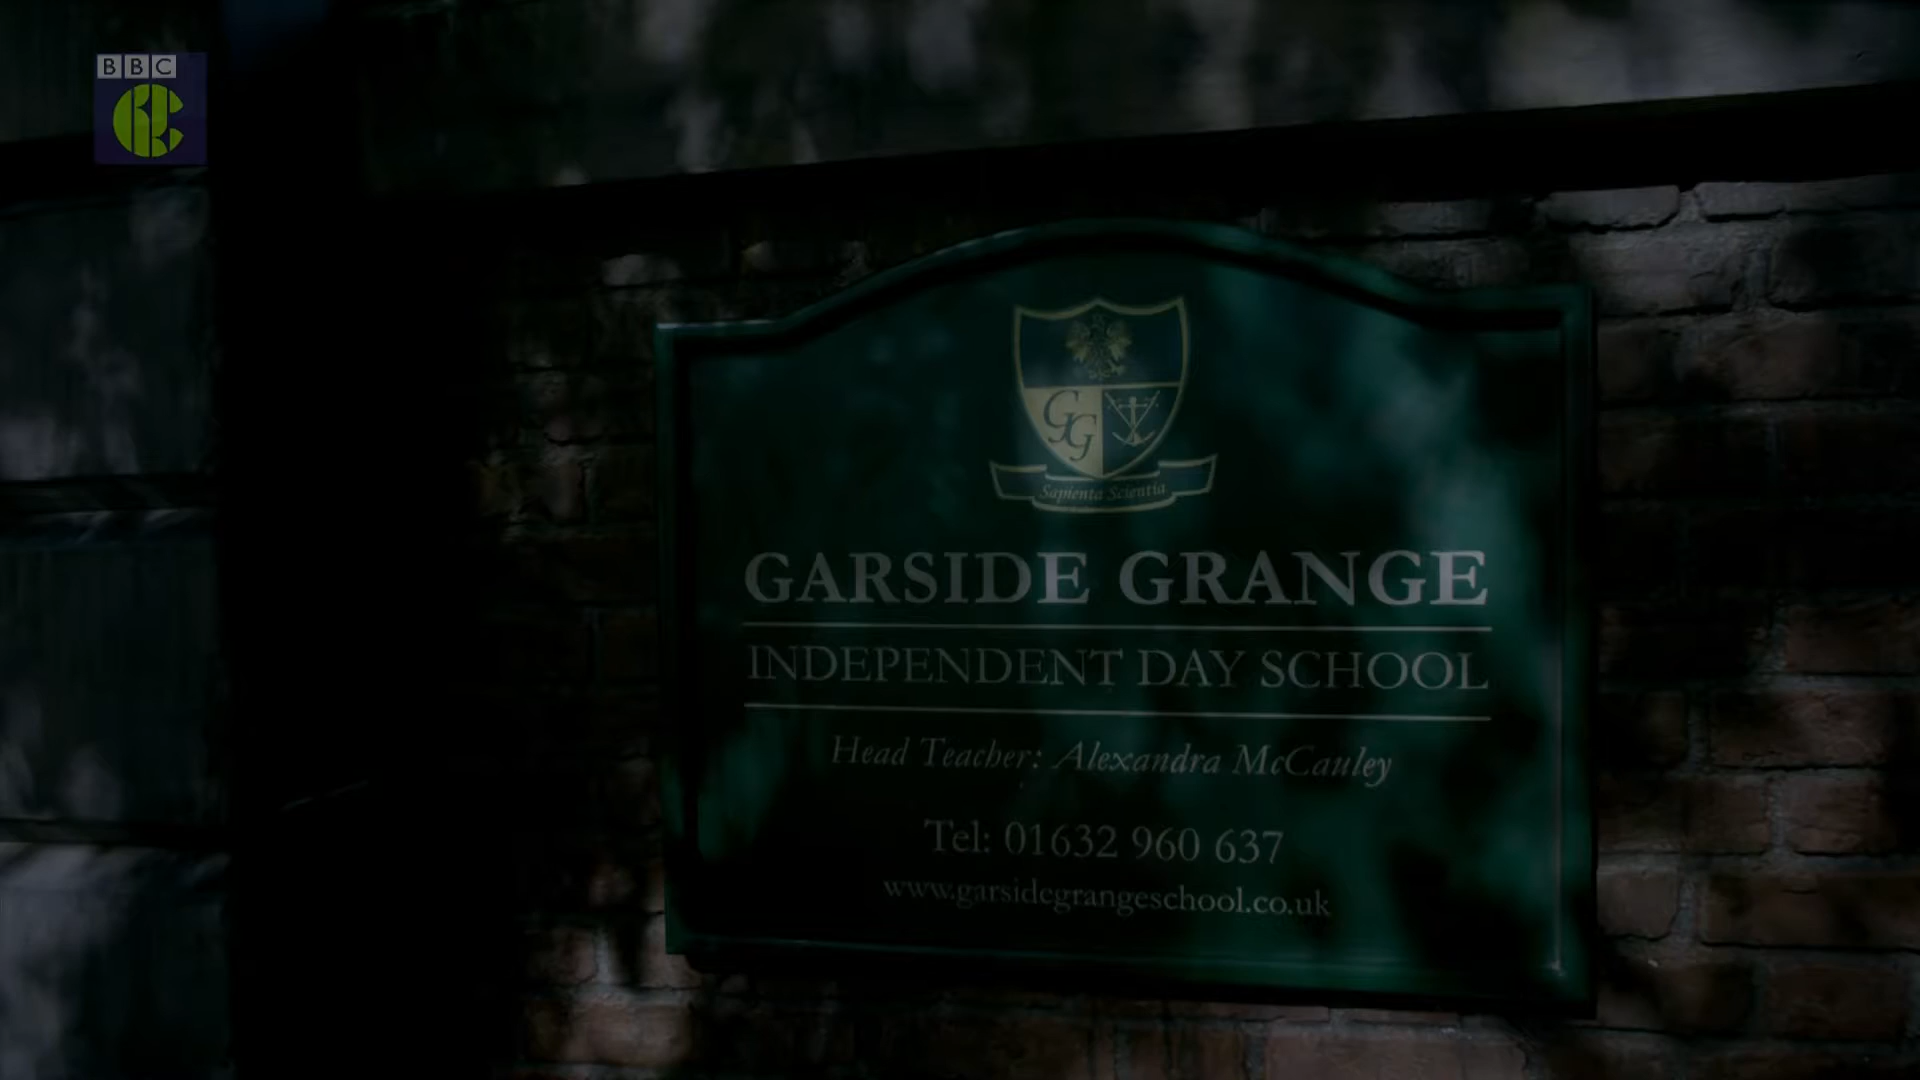 BBC
GG
Sapienta Scientia
GARSIDE GRANGE
INDEPENDENT DAY SCHOOL
Head Teacher: Alexandra McCauley
Tel: 01632 960 637
www.garsidegrangeschool.co.uk